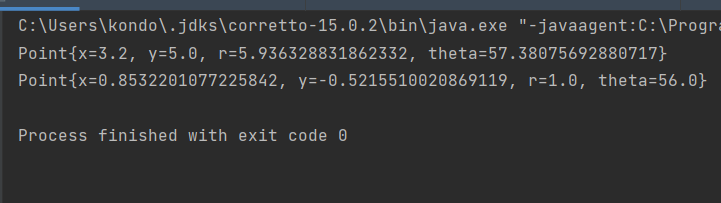 C:\Users\kondo\.jdks\corretto-15.0.2\bin\java.exe "-javaagent:C:\Progra
Point{x=3.2, y=5.0, r=5.936328831862332, theta=57.38075692880717}
Point{x=0.8532201077225842, y=-0.5215510020869119, r=1.0, theta=56.0}
Process finished with exit code 0